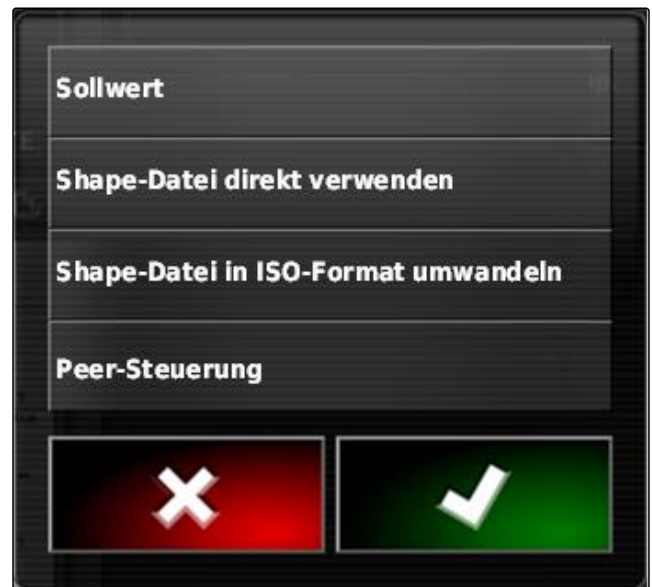 Sollwert
Shape-Datei direkt verwenden
Shape-Datei in ISO-Format umwandeln
Peer-Steuerung